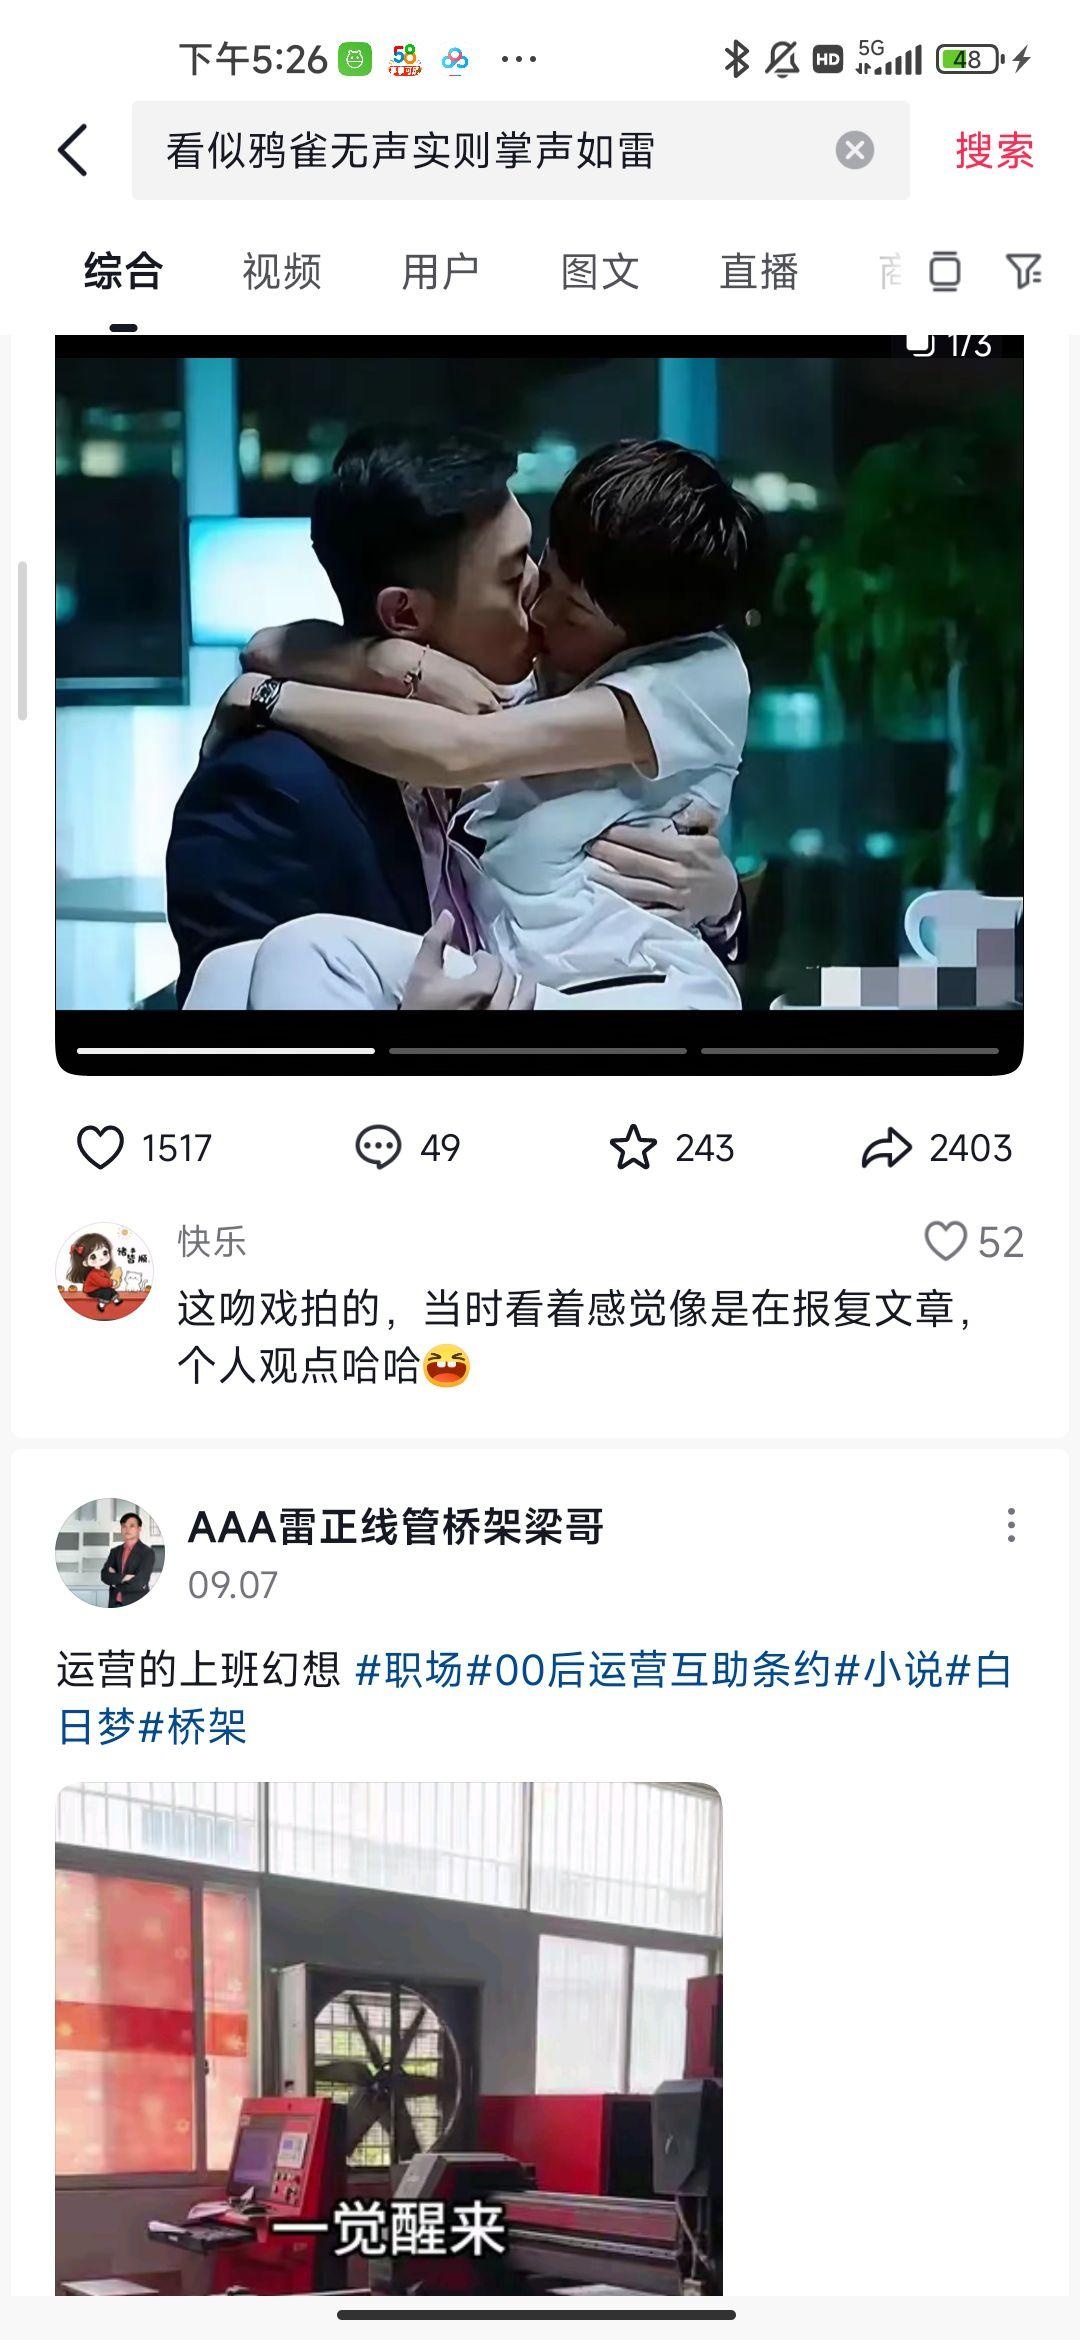 下午5:26
HD 5G 48
看似鸦雀无声实则掌声如雷
搜索
综合 视频 用户 图文 直播
1/3
1517 49 243 2403
快乐
52
这吻戏拍的，当时看着感觉像是在报复文章，
个人观点哈哈
AAA雷正线管桥架梁哥
09.07
运营的上班幻想 #职场#00后运营互助条约#小说#白
日梦#桥架
一觉醒来